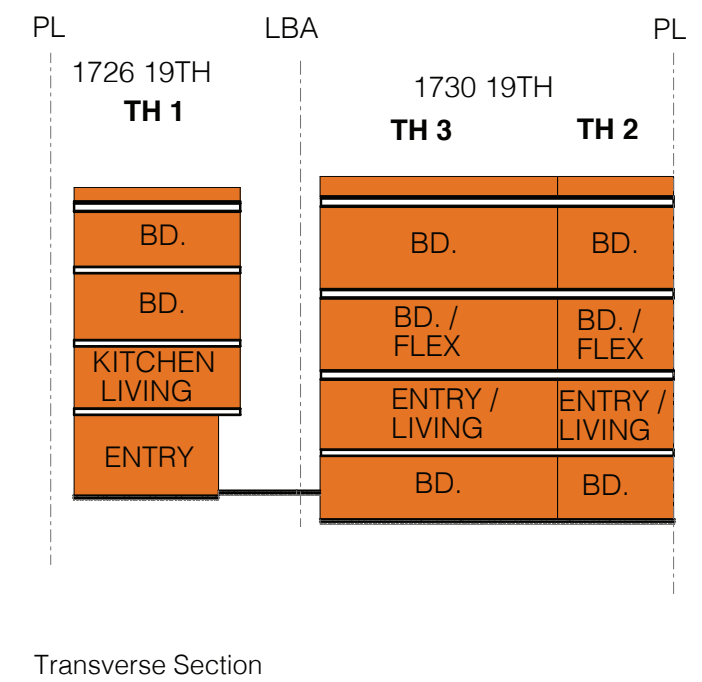 PL
LBA
PL
1726 19TH
TH 1
1730 19TH
TH 3
TH 2
BD.
BD.
KITCHEN
LIVING
ENTRY
BD.
BD.
BD. /
FLEX
BD. /
FLEX
ENTRY /
LIVING
ENTRY /
LIVING
BD.
BD.
Transverse Section